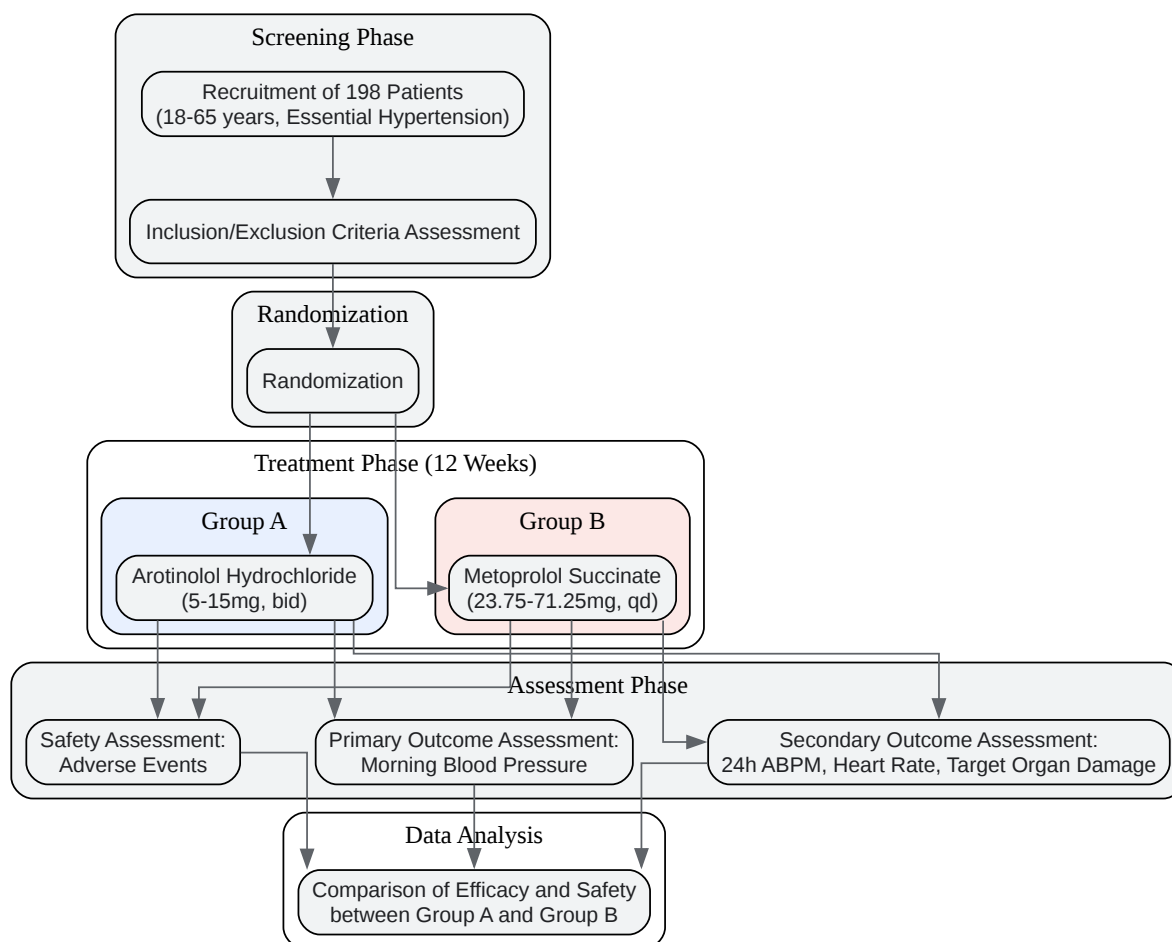 Screening Phase
Recruitment of 198 Patients
(18-65 years, Essential Hypertension)
Inclusion/Exclusion Criteria Assessment
Randomization
Randomization
Treatment Phase (12 Weeks)
Group A
Arotinolol Hydrochloride
(5-15mg, bid)
Group B
Metoprolol Succinate
(23.75-71.25mg, qd)
Assessment Phase
Safety Assessment:
Adverse Events
Primary Outcome Assessment:
Morning Blood Pressure
Secondary Outcome Assessment:
24h ABPM, Heart Rate, Target Organ Damage
Data Analysis
Comparison of Efficacy and Safety
between Group A and Group B